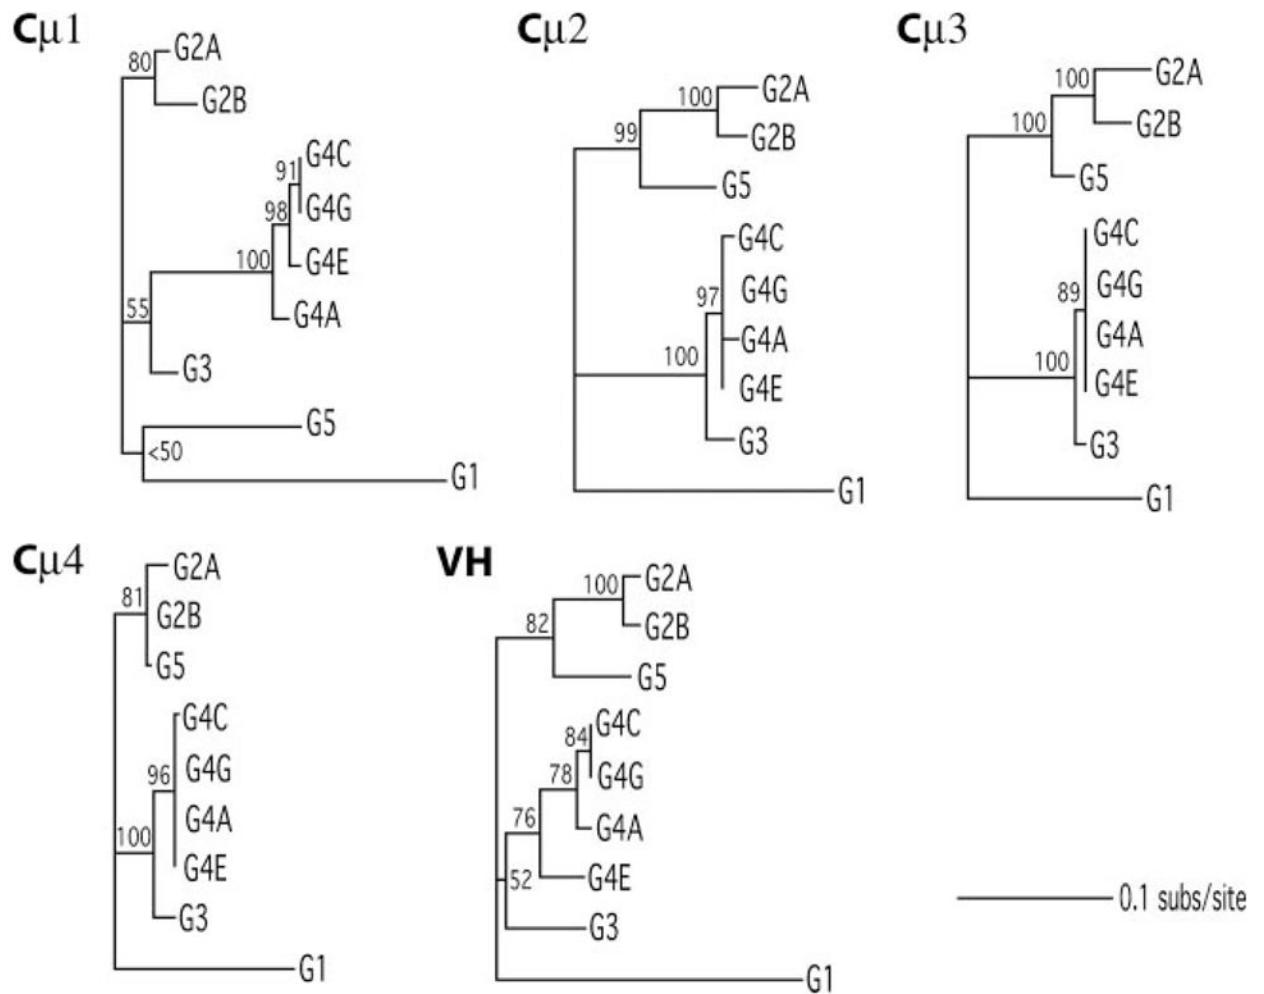 Cμ1
80
G2A
G2B
91
G4C
98
G4G
100
G4E
G4A
55
G3
G5
<50
G1
Cμ2
100
G2A
99
G2B
G5
G4C
97
G4G
G4A
100
G4E
G3
G1
Cμ3
100
G2A
100
G2B
G5
G4C
89
G4G
G4A
100
G4E
G3
G1
Cμ4
G2A
81
G2B
G5
G4C
96
G4G
G4A
100
G4E
G3
G1
VH
100
G2A
82
G2B
G5
G4C
84
78
G4G
76
G4A
52
G4E
G3
G1
0.1 subs/site